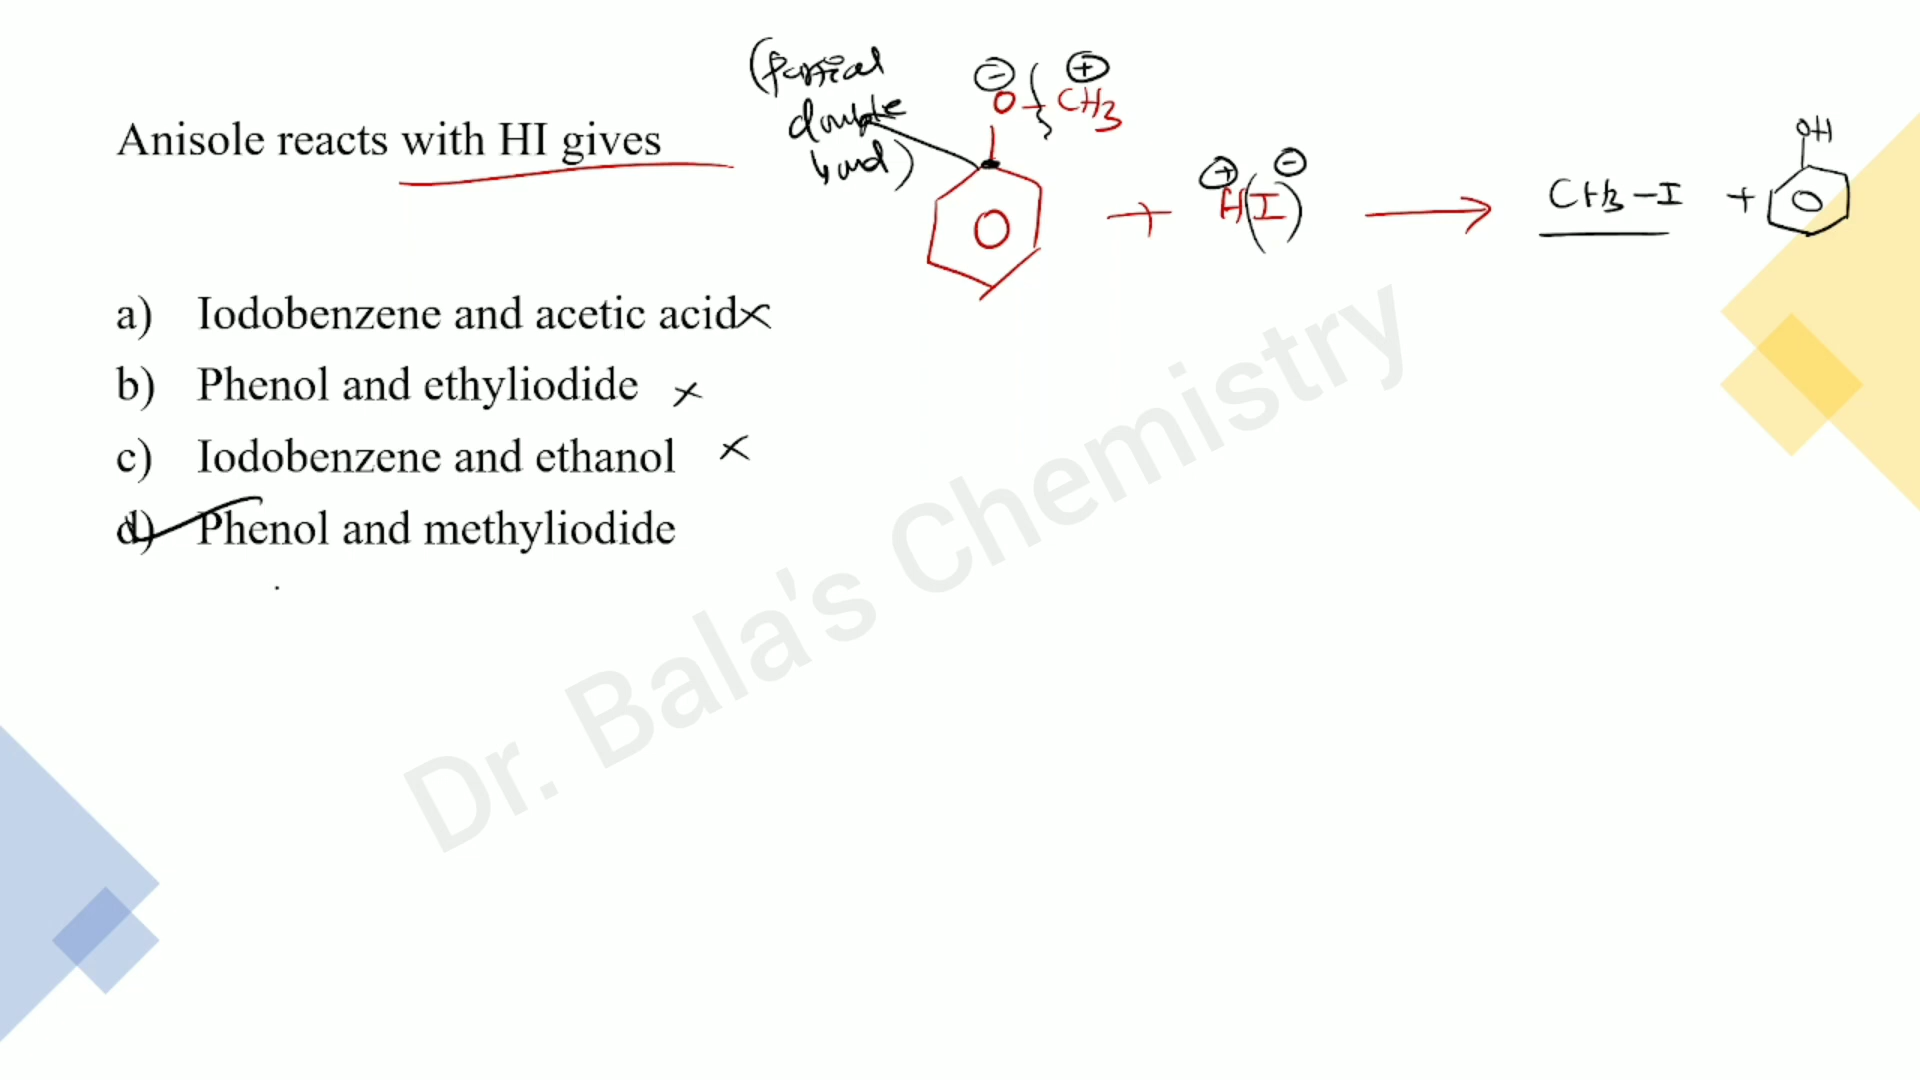 Anisole reacts with HI gives
(partial
double
bond)
⊖ ⊕
O CH3
O
+
⊕ ⊖
H(I)
CH3-I +
OH
O
a) Iodobenzene and acetic acid×
b) Phenol and ethyliodide ×
c) Iodobenzene and ethanol ×
d) Phenol and methyliodide
Dr. Bala's Chemistry